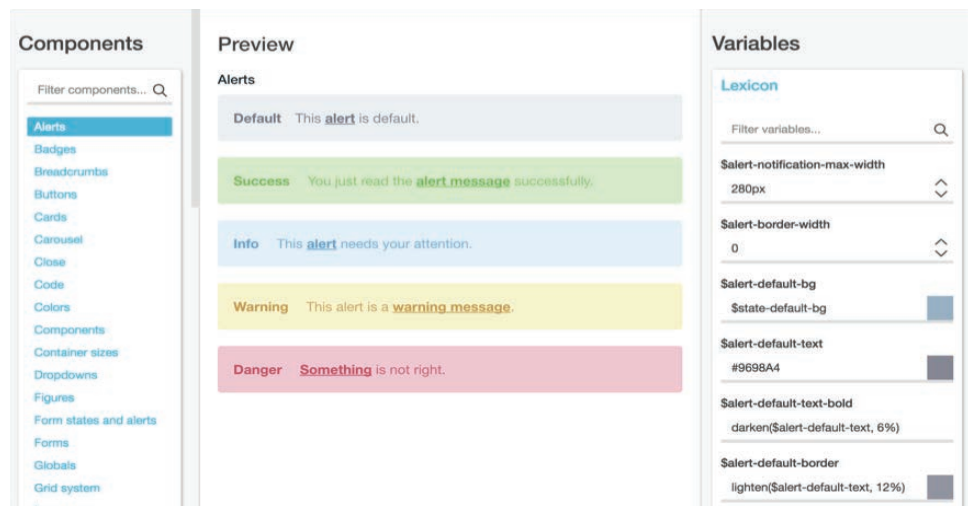 Components
Filter components...
Alerts
Badges
Breadcrumbs
Buttons
Cards
Carousel
Close
Code
Colors
Components
Container sizes
Dropdowns
Figures
Form states and alerts
Forms
Globals
Grid system
Preview
Alerts
Default This alert is default.
Success You just read the alert message successfully.
Info This alert needs your attention.
Warning This alert is a warning message.
Danger Something is not right.
Variables
Lexicon
Filter variables...
$alert-notification-max-width
280px
$alert-border-width
0
$alert-default-bg
$state-default-bg
$alert-default-text
#9698A4
$alert-default-text-bold
darken($alert-default-text, 6%)
$alert-default-border
lighten($alert-default-text, 12%)